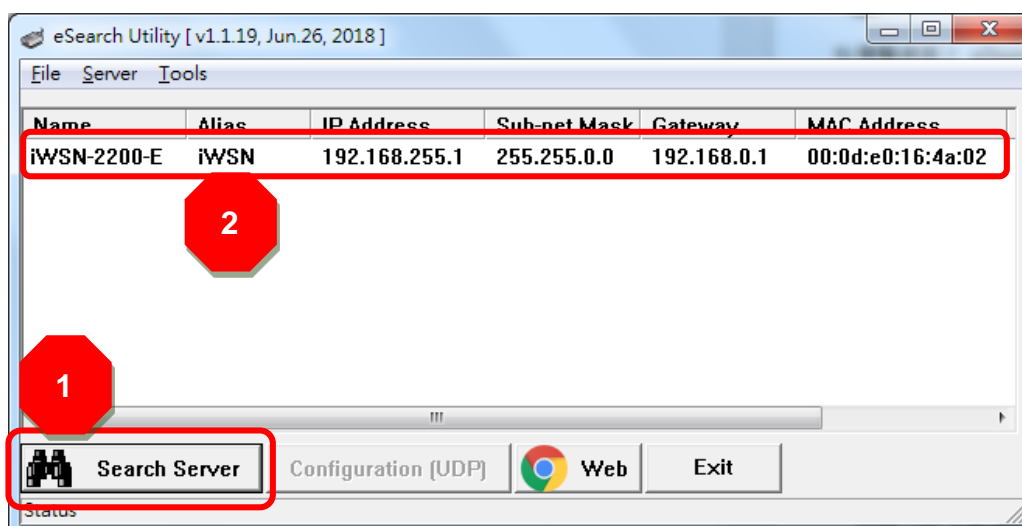 eSearch Utility [ v1.1.19, Jun.26, 2018 ]
File Server Tools
Name Alias IP Address Sub-net Mask Gateway MAC Address
iWSN-2200-E iWSN 192.168.255.1 255.255.0.0 192.168.0.1 00:0d:e0:16:4a:02
2
1
Search Server Configuration (UDP) Web Exit
Status